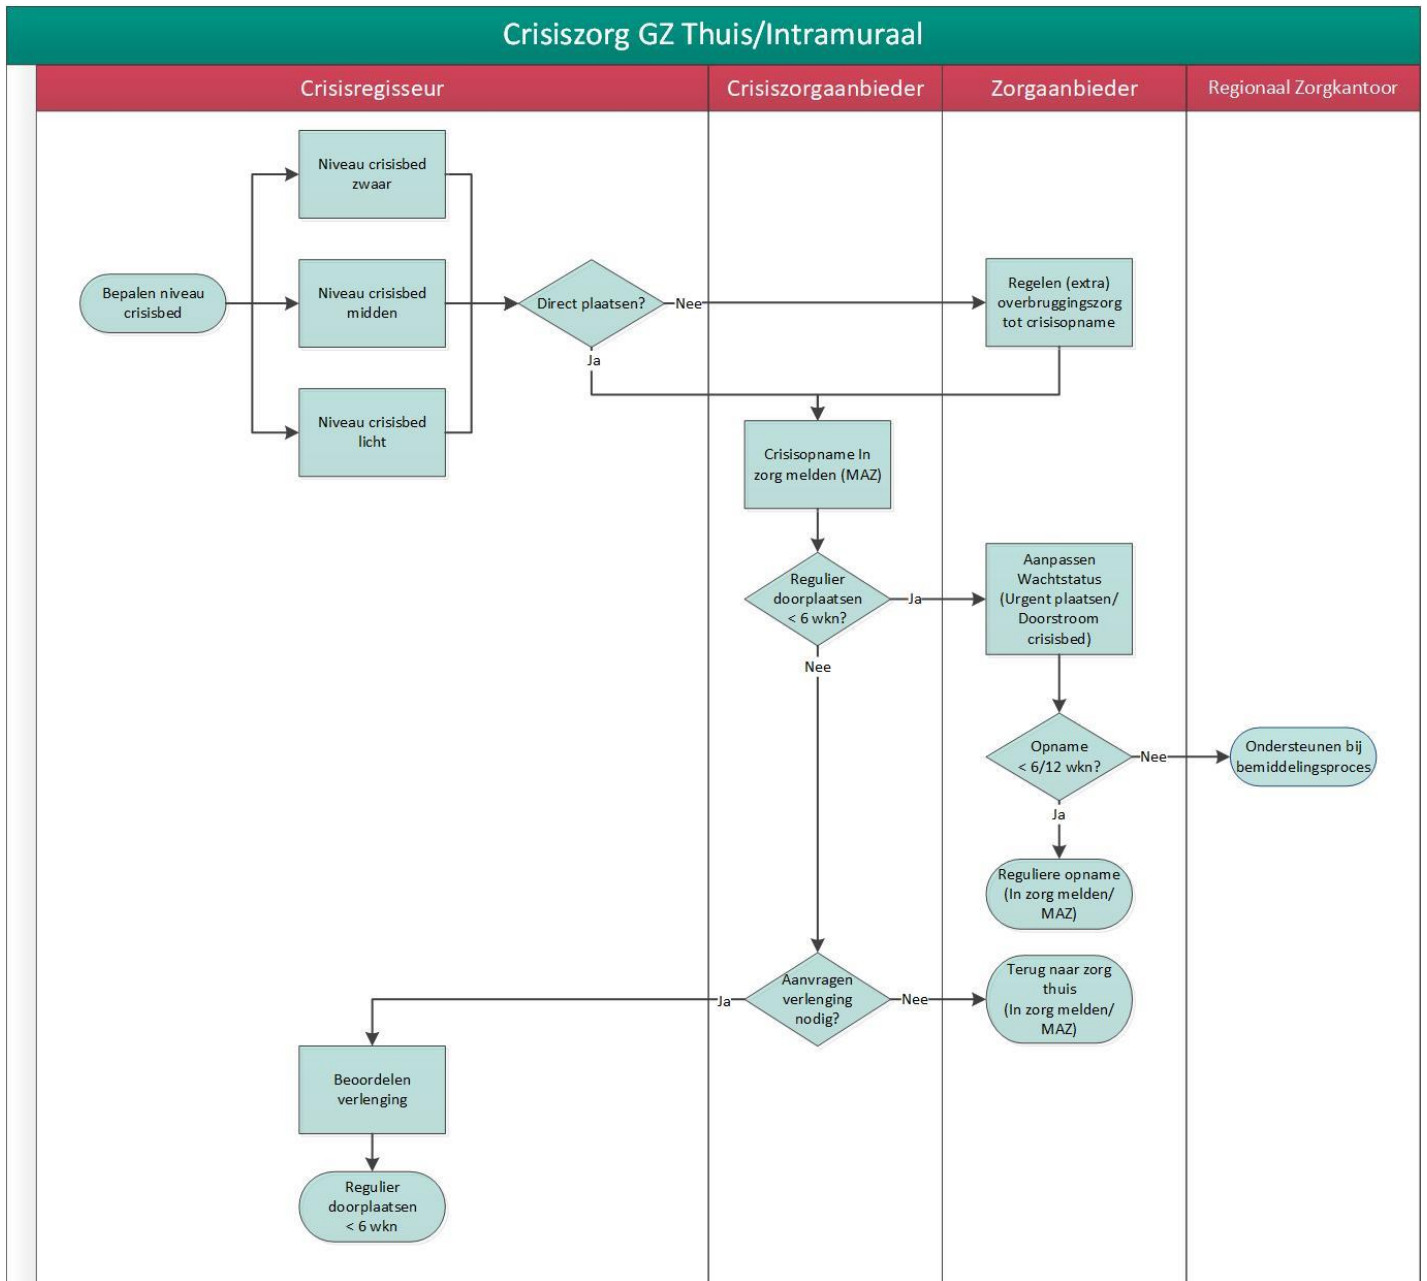 Crisiszorg GZ Thuis/Intramuraal
Crisisregisseur
Crisiszorgaanbieder
Zorgaanbieder
Regionaal Zorgkantoor
Niveau crisisbed
zwaar
Bepalen niveau
crisisbed
Niveau crisisbed
midden
Direct plaatsen?
Nee
Regelen (extra)
overbruggingszorg
tot crisisopname
Ja
Niveau crisisbed
licht
Crisisopname In
zorg melden (MAZ)
Regulier
doorplaatsen
< 6 wkn?
Ja
Aanpassen
Wachtstatus
(Urgent plaatsen/
Doorstroom
crisisbed)
Nee
Opname
< 6/12 wkn?
Nee
Ondersteunen bij
bemiddelingsproces
Ja
Reguliere opname
(In zorg melden/
MAZ)
Aanvragen
verlenging
nodig?
Ja
Nee
Terug naar zorg
thuis
(In zorg melden/
MAZ)
Beoordelen
verlenging
Regulier
doorplaatsen
< 6 wkn